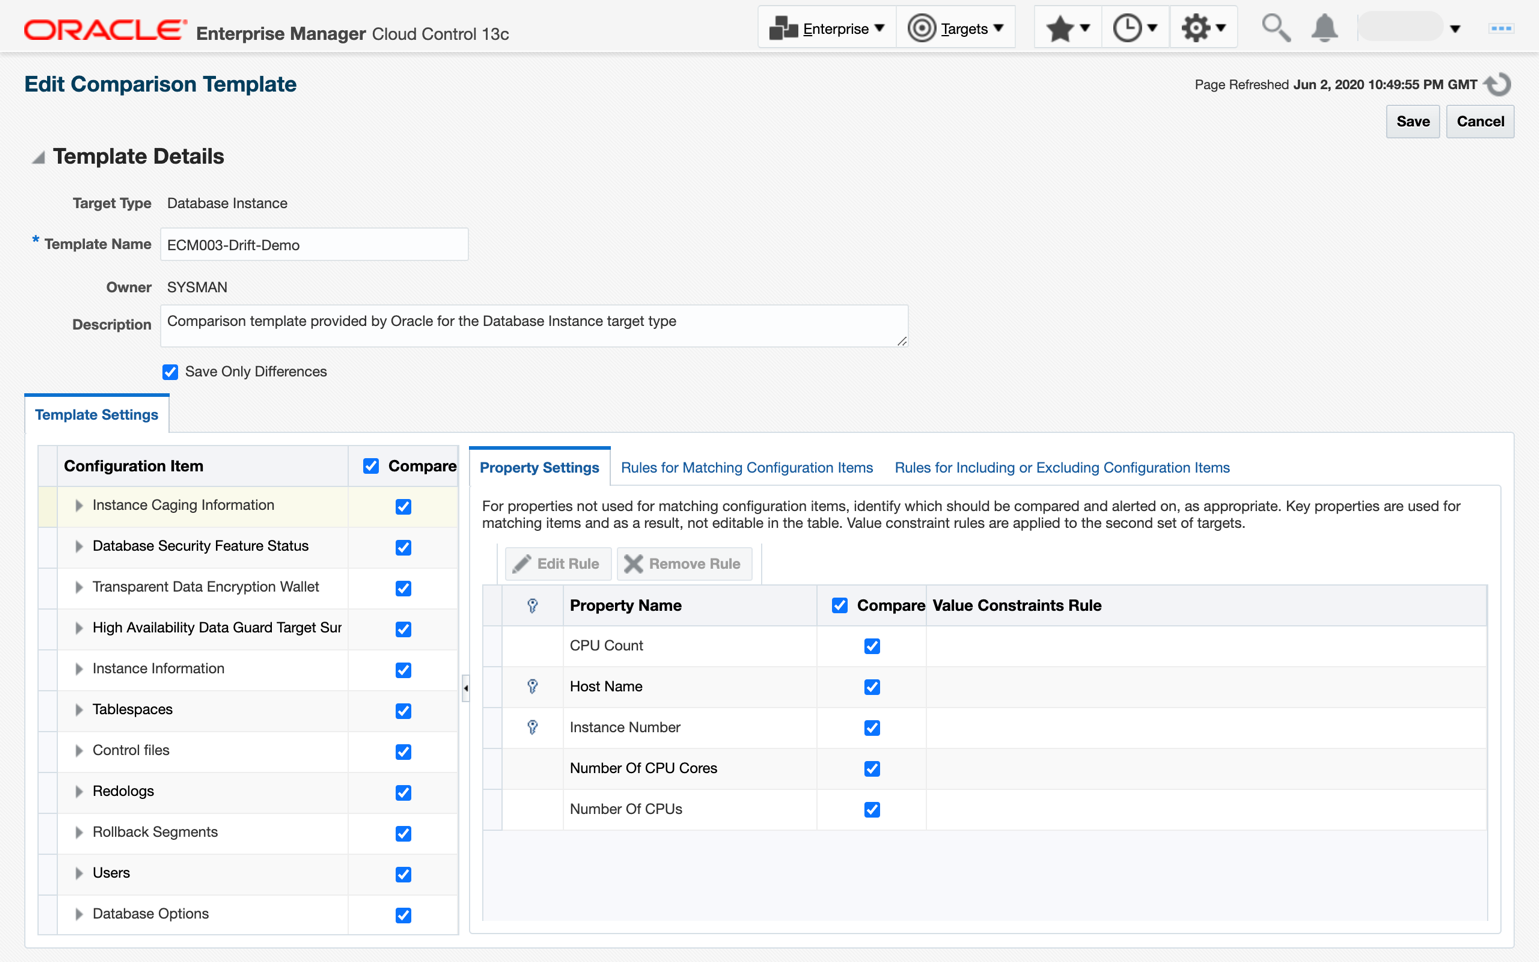 ORACLE® Enterprise Manager Cloud Control 13c
Enterprise
Targets
Edit Comparison Template
Page Refreshed Jun 2, 2020 10:49:55 PM GMT
Save
Cancel
Template Details
Target Type Database Instance
* Template Name ECM003-Drift-Demo
Owner SYSMAN
Description Comparison template provided by Oracle for the Database Instance target type
Save Only Differences
Template Settings
Configuration Item Compare
Instance Caging Information
Database Security Feature Status
Transparent Data Encryption Wallet
High Availability Data Guard Target Sur
Instance Information
Tablespaces
Control files
Redologs
Rollback Segments
Users
Database Options
Property Settings Rules for Matching Configuration Items Rules for Including or Excluding Configuration Items
For properties not used for matching configuration items, identify which should be compared and alerted on, as appropriate. Key properties are used for
matching items and as a result, not editable in the table. Value constraint rules are applied to the second set of targets.
Edit Rule Remove Rule
Property Name Compare Value Constraints Rule
CPU Count
Host Name
Instance Number
Number Of CPU Cores
Number Of CPUs